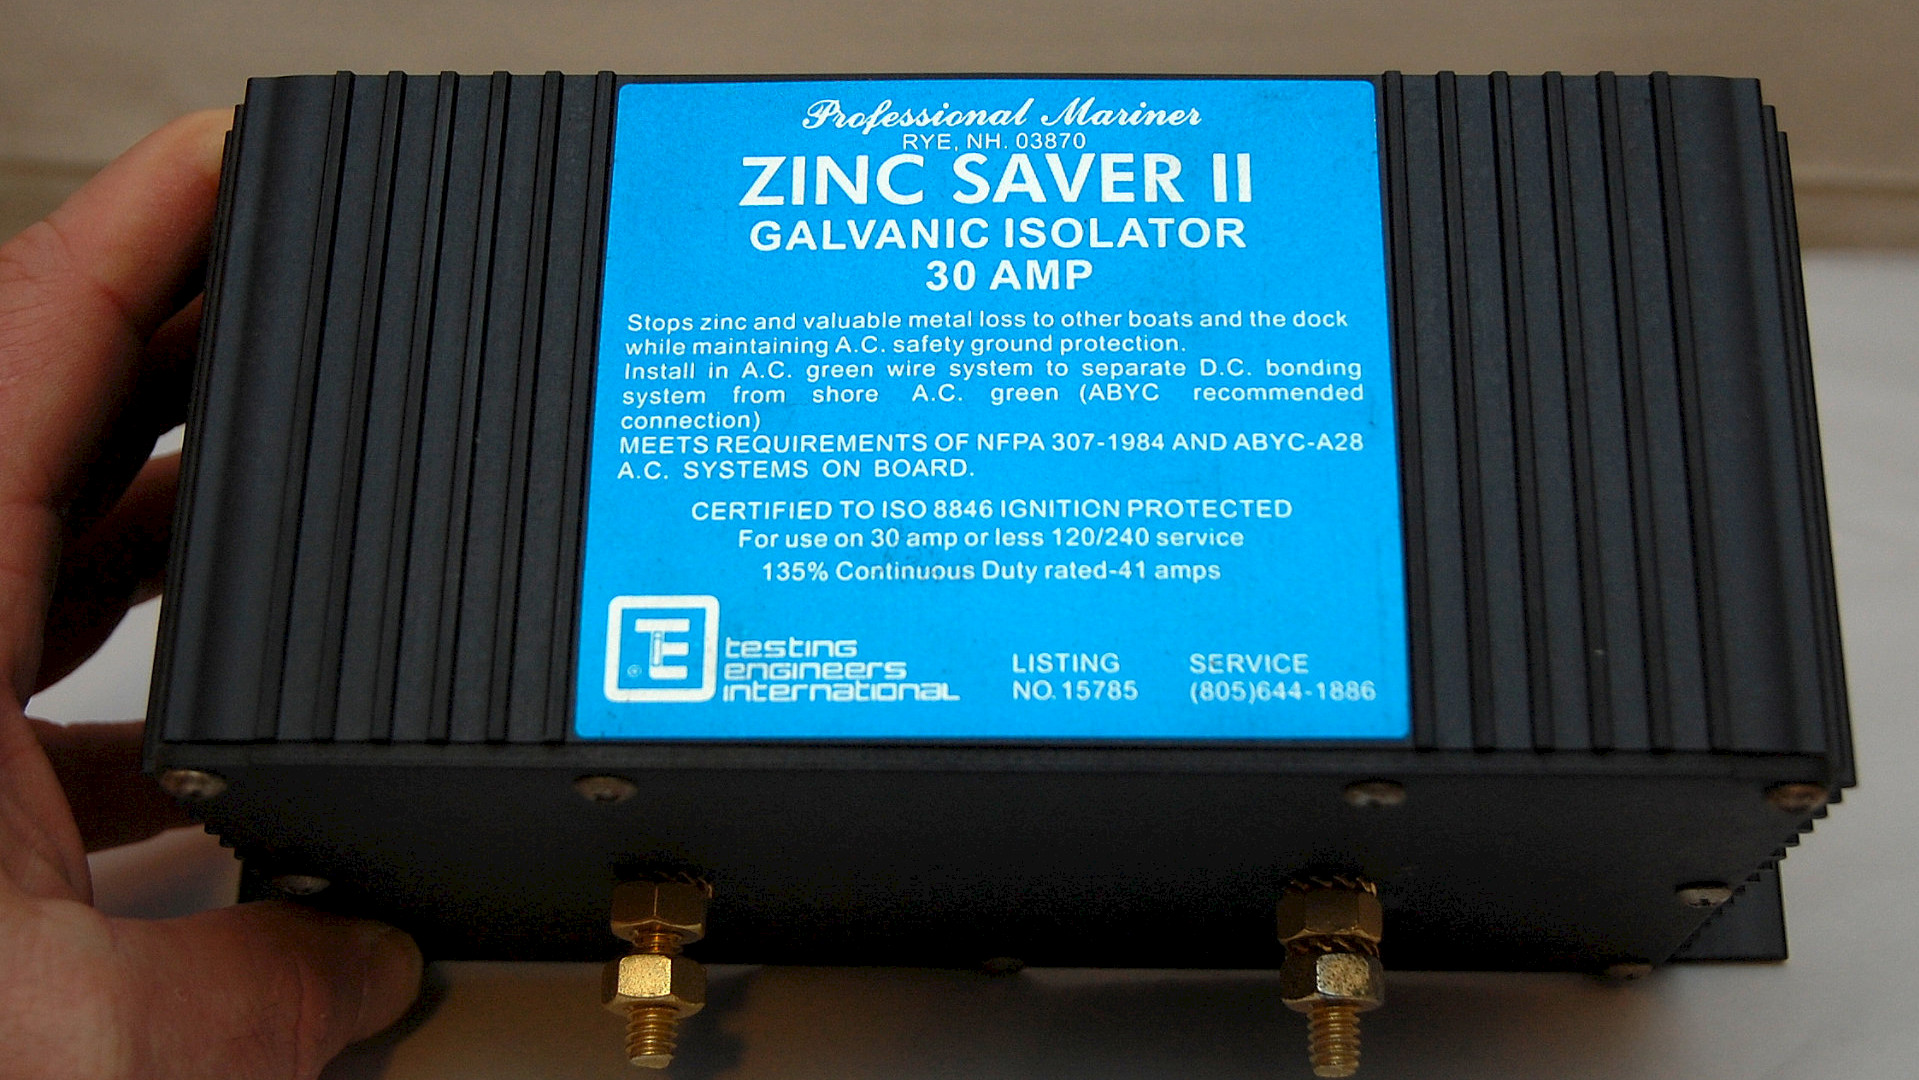 Professional Mariner
RYE, NH. 03870
ZINC SAVER II
GALVANIC ISOLATOR
30 AMP
Stops zinc and valuable metal loss to other boats and the dock
while maintaining A.C. safety ground protection.
Install in A.C. green wire system to separate D.C. bonding
system from shore A.C. green (ABYC recommended
connection)
MEETS REQUIREMENTS OF NFPA 307-1984 AND ABYC-A28
A.C. SYSTEMS ON BOARD.
CERTIFIED TO ISO 8846 IGNITION PROTECTED
For use on 30 amp or less 120/240 service
135% Continuous Duty rated-41 amps
TEI ®
testing
engineers
international
LISTING
NO. 15785
SERVICE
(805)644-1886